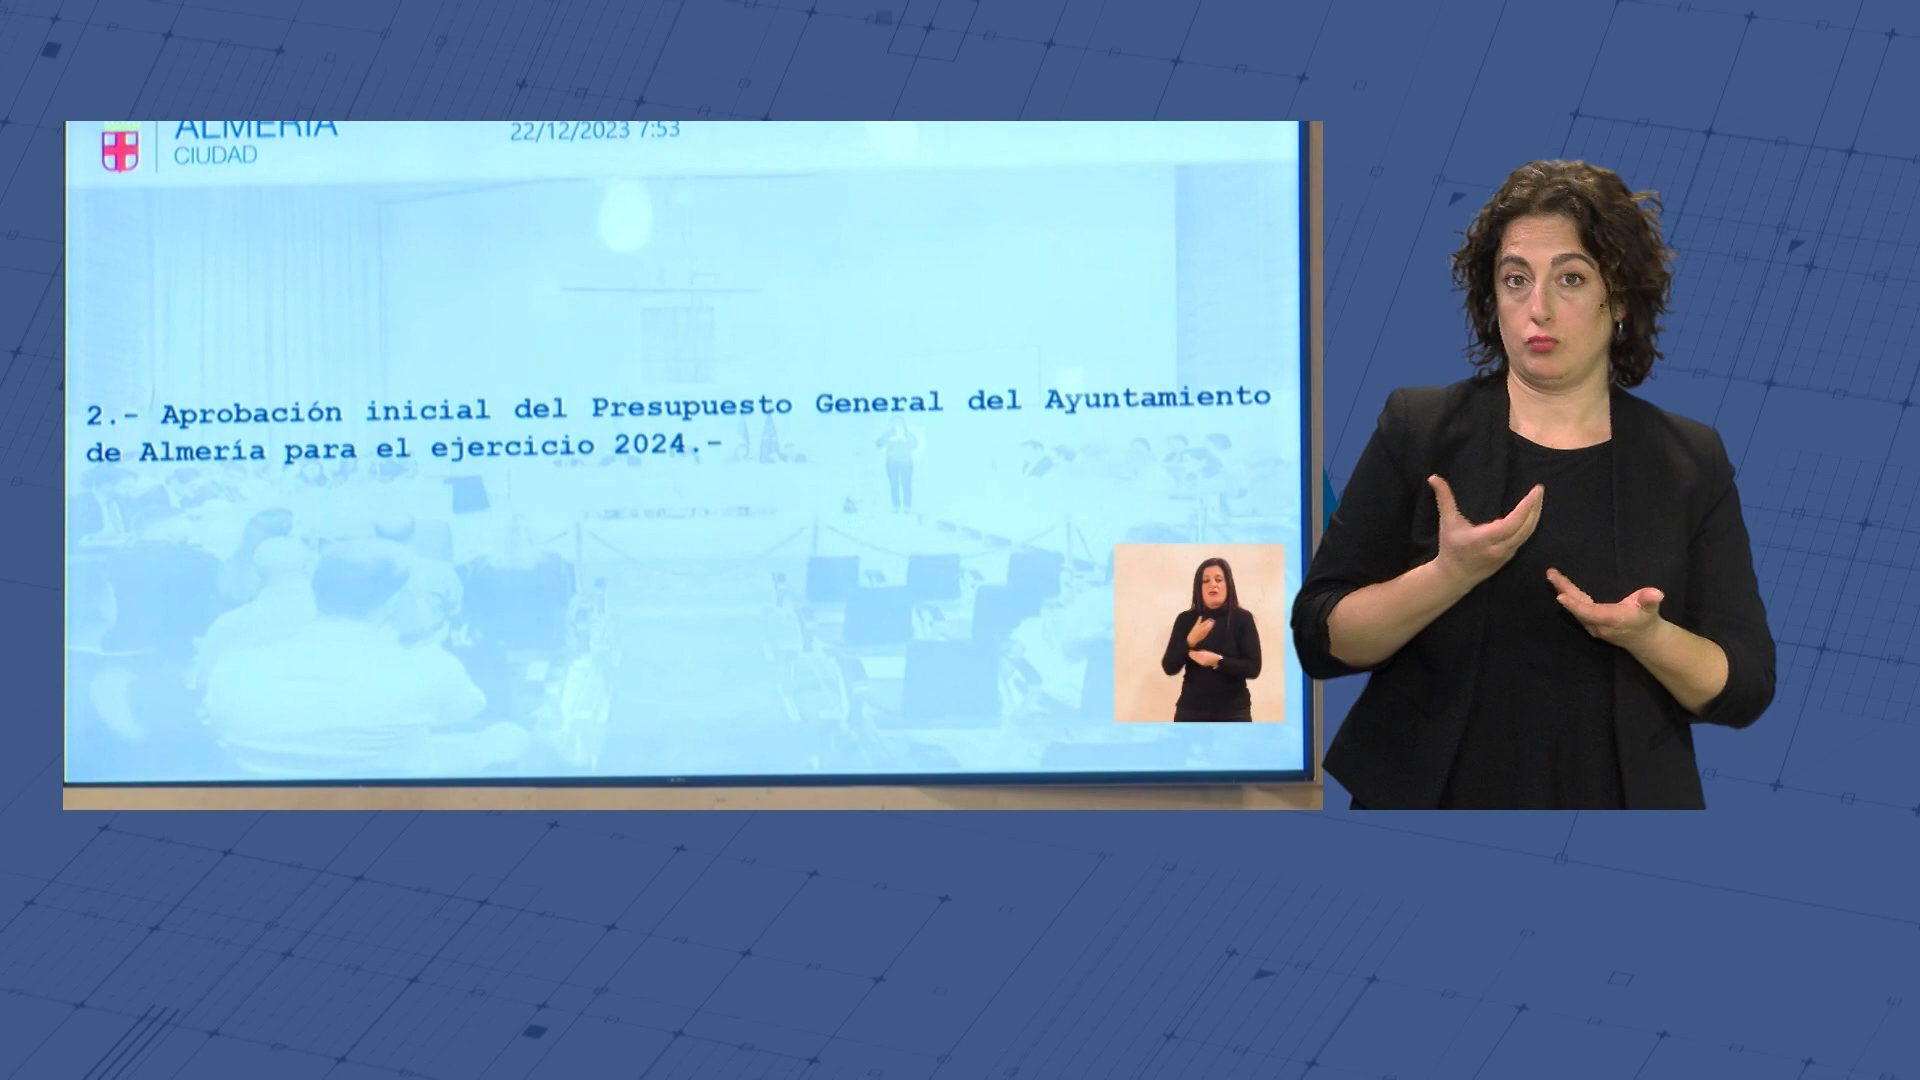 ALMERÍA
CIUDAD
22/12/2023 7:53
2.- Aprobación inicial del Presupuesto General del Ayuntamiento
de Almería para el ejercicio 2024.-